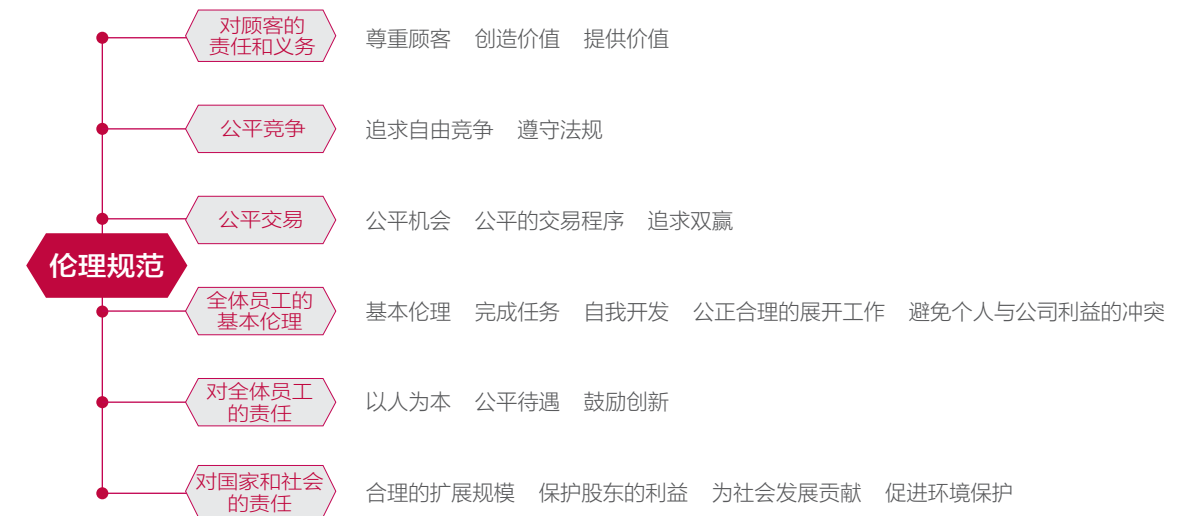 对顾客的
责任和义务
尊重顾客 创造价值 提供价值
公平竞争
追求自由竞争 遵守法规
公平交易
公平机会 公平的交易程序 追求双赢
伦理规范
全体员工的
基本伦理
基本伦理 完成任务 自我开发 公正合理的展开工作 避免个人与公司利益的冲突
对全体员工
的责任
以人为本 公平待遇 鼓励创新
对国家和社会
的责任
合理的扩展规模 保护股东的利益 为社会发展贡献 促进环境保护